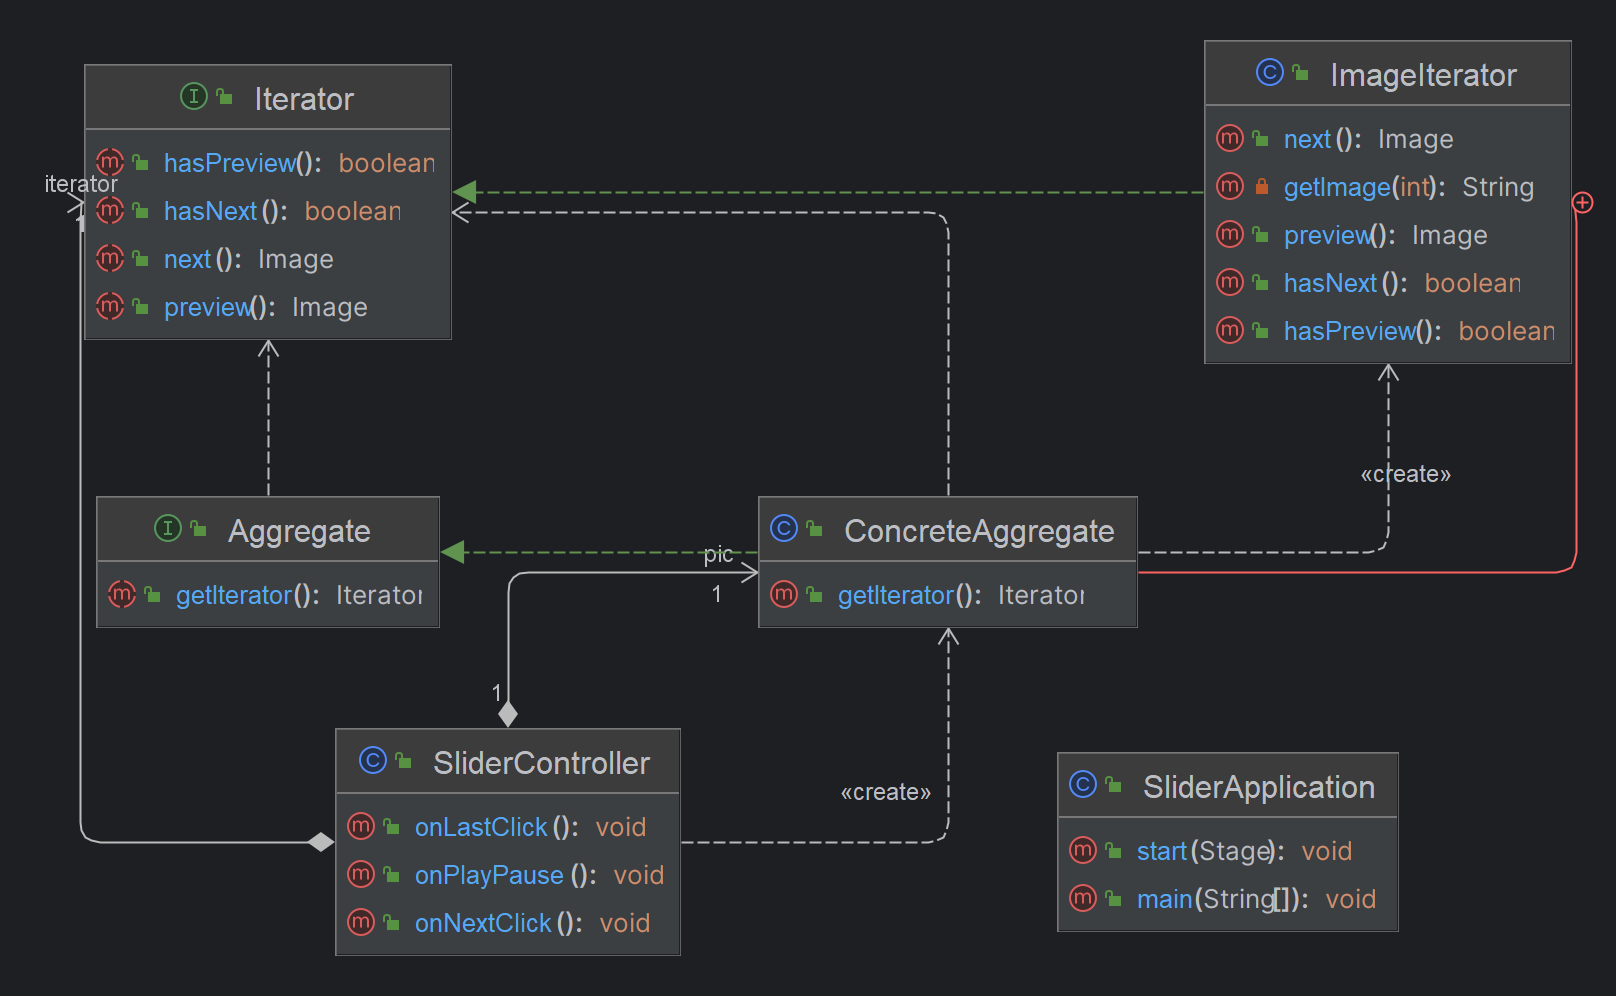 Iterator
hasPreview(): boolean
hasNext(): boolean
next(): Image
preview(): Image
iterator
1
ImageIterator
next(): Image
getImage(int): String
preview(): Image
hasNext(): boolean
hasPreview(): boolean
«create»
Aggregate
getIterator(): Iterator
pic
1
ConcreteAggregate
getIterator(): Iterator
1
SliderController
onLastClick(): void
onPlayPause(): void
onNextClick(): void
«create»
SliderApplication
start(Stage): void
main(String[]): void